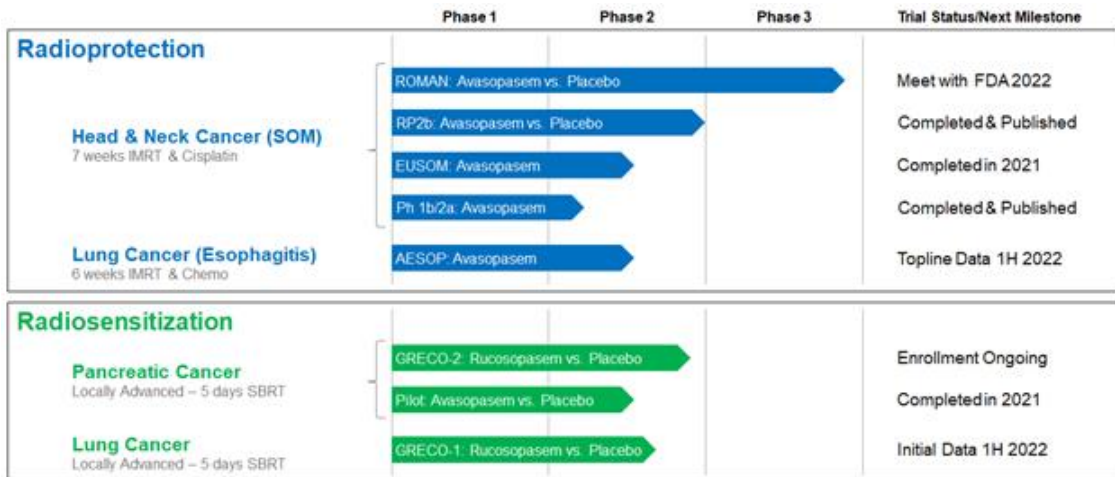 Phase 1 Phase 2 Phase 3 Trial Status/Next Milestone
Radioprotection
ROMAN: Avasopasem vs. Placebo Meet with FDA 2022
RP2b: Avasopasem vs. Placebo Completed & Published
Head & Neck Cancer (SOM)
7 weeks IMRT & Cisplatin
EUSOM: Avasopasem Completed in 2021
Ph 1b/2a: Avasopasem Completed & Published
Lung Cancer (Esophagitis) AESOP: Avasopasem Topline Data 1H 2022
6 weeks IMRT & Chemo
Radiosensitization
GRECO-2: Rucosopasem vs. Placebo Enrollment Ongoing
Pancreatic Cancer
Locally Advanced – 5 days SBRT
Pilot: Avasopasem vs. Placebo Completed in 2021
Lung Cancer GRECO-1: Rucosopasem vs. Placebo Initial Data 1H 2022
Locally Advanced – 5 days SBRT